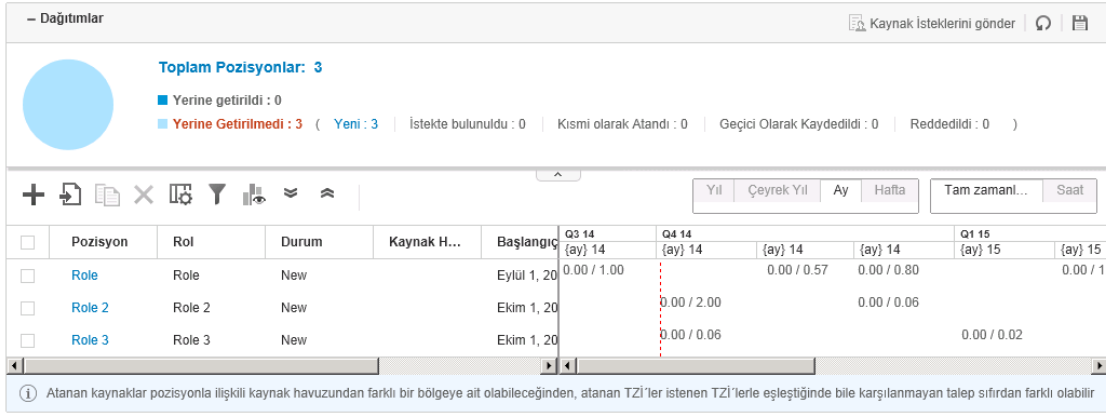 – Dağıtımlar
Kaynak İsteklerini gönder
Toplam Pozisyonlar: 3
Yerine getirildi : 0
Yerine Getirilmedi : 3 ( Yeni : 3 İstekte bulunuldu : 0 Kısmi olarak Atandı : 0 Geçici Olarak Kaydedildi : 0 Reddedildi : 0 )
Yıl Çeyrek Yıl Ay Hafta Tam zamanl... Saat
Q3 14 Q4 14 Q1 15
Pozisyon Rol Durum Kaynak H... Başlangıç {ay} 14 {ay} 14 {ay} 14 {ay} 14 {ay} 15 {ay} 15
Role Role New Eylül 1, 20 0.00 / 1.00 0.00 / 0.57 0.00 / 0.80 0.00 / 1
Role 2 Role 2 New Ekim 1, 20 0.00 / 2.00 0.00 / 0.06
Role 3 Role 3 New Ekim 1, 20 0.00 / 0.06 0.00 / 0.02
Atanan kaynaklar pozisyonla ilişkili kaynak havuzundan farklı bir bölgeye ait olabileceğinden, atanan TZİ'ler istenen TZİ'lerle eşleştiğinde bile karşılanmayan talep sıfırdan farklı olabilir